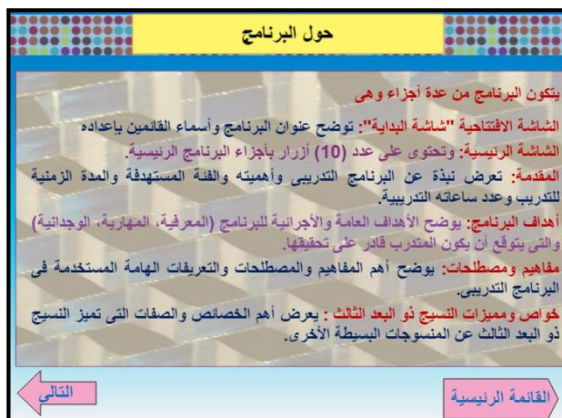 حول البرنامج
يتكون البرنامج من عدة أجزاء وهى
الشاشة الافتتاحية "شاشة البداية": توضح عنوان البرنامج وأسماء القائمين بإعداده
الشاشة الرئيسية: وتحتوى على عدد (10) أزرار بأجزاء البرنامج الرئيسية.
المقدمة: تعرض نبذة عن البرنامج التدريبى وأهميته والفئة المستهدفة والمدة الزمنية
للتدريب وعدد ساعاته التدريبية.
أهداف البرنامج: يوضح الأهداف العامة والأجرائية للبرنامج (المعرفية، المهارية، الوجدانية)
والتى يتوقع أن يكون المتدرب قادر على تحقيقها.
مفاهيم ومصطلحات: يوضح أهم المفاهيم والمصطلحات والتعريفات الهامة المستخدمة فى
البرنامج التدريبى.
خواص ومميزات النسيج ذو البعد الثالث : يعرض أهم الخصائص والصفات التى تميز النسيج
ذو البعد الثالث عن المنسوجات البسيطة الأخرى.
القائمة الرئيسية
التالى